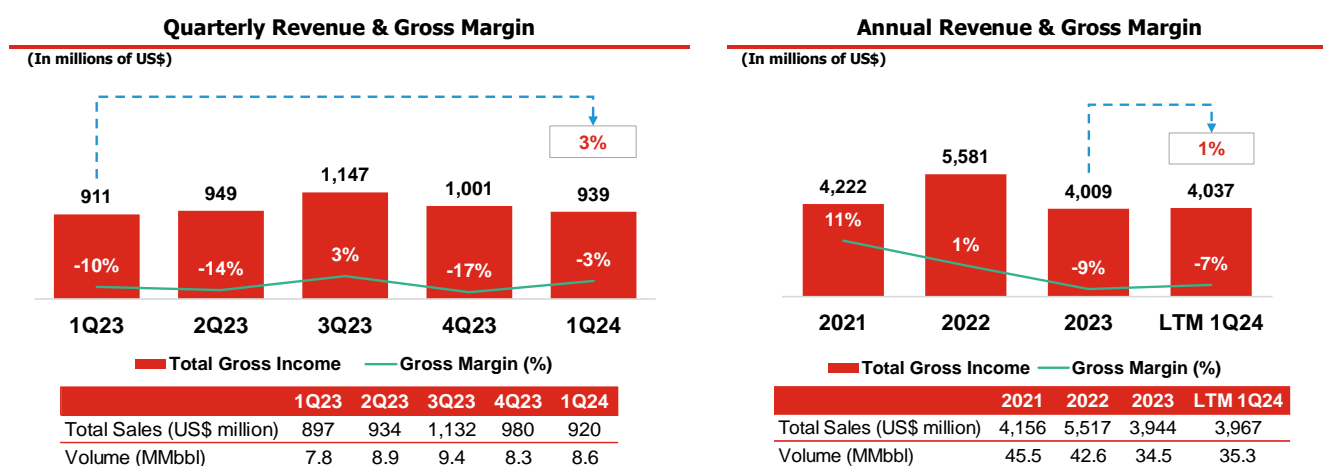 Quarterly Revenue & Gross Margin
(In millions of US$)
3%
911
949
1,147
1,001
939
-10%
-14%
3%
-17%
-3%
1Q23 2Q23 3Q23 4Q23 1Q24
Total Gross Income Gross Margin (%)
1Q23 2Q23 3Q23 4Q23 1Q24
Total Sales (US$ million) 897 934 1,132 980 920
Volume (MMbbl) 7.8 8.9 9.4 8.3 8.6
Annual Revenue & Gross Margin
(In millions of US$)
1%
4,222
5,581
4,009
4,037
11%
1%
-9%
-7%
2021 2022 2023 LTM 1Q24
Total Gross Income Gross Margin (%)
2021 2022 2023 LTM 1Q24
Total Sales (US$ million) 4,156 5,517 3,944 3,967
Volume (MMbbl) 45.5 42.6 34.5 35.3